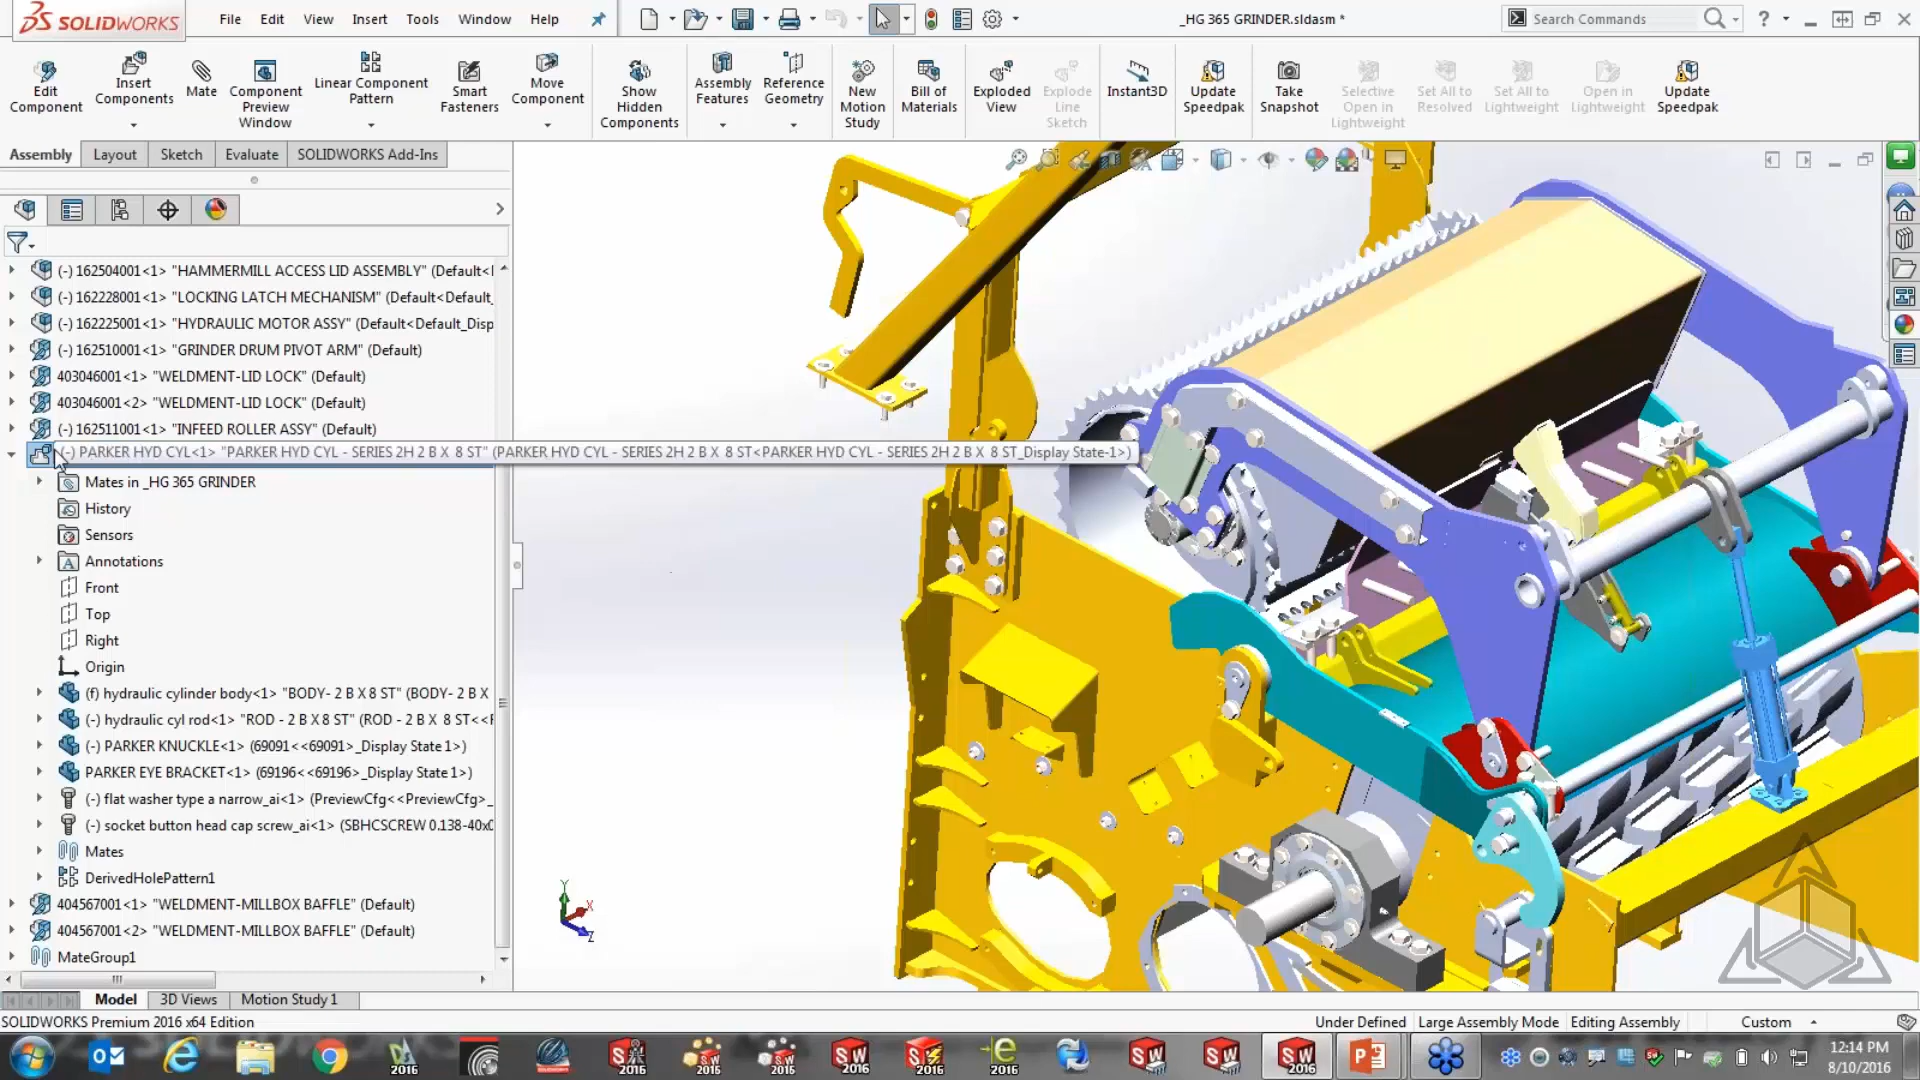 SOLIDWORKS File Edit View Insert Tools Window Help _HG 365 GRINDER.sldasm * Search Commands ?
Edit Component
Insert Components
Mate
Component Preview Window
Linear Component Pattern
Smart Fasteners
Move Component
Show Hidden Components
Assembly Features
Reference Geometry
New Motion Study
Bill of Materials
Exploded View
Explode Line Sketch
Instant3D
Update Speedpak
Take Snapshot
Selective Open in Lightweight
Set All to Resolved
Set All to Lightweight
Open in Lightweight
Update Speedpak
Assembly Layout Sketch Evaluate SOLIDWORKS Add-Ins
(-) 162504001<1> "HAMMERMILL ACCESS LID ASSEMBLY" (Default<
(-) 162228001<1> "LOCKING LATCH MECHANISM" (Default<Default_
(-) 162225001<1> "HYDRAULIC MOTOR ASSY" (Default<Default_Disp
(-) 162510001<1> "GRINDER DRUM PIVOT ARM" (Default)
403046001<1> "WELDMENT-LID LOCK" (Default)
403046001<2> "WELDMENT-LID LOCK" (Default)
(-) 162511001<1> "INFEED ROLLER ASSY" (Default)
(-) PARKER HYD CYL<1> "PARKER HYD CYL - SERIES 2H 2 B X 8 ST" (PARKER HYD CYL - SERIES 2H 2 B X 8 ST<PARKER HYD CYL - SERIES 2H 2 B X 8 ST_Display State-1>)
Mates in _HG 365 GRINDER
History
Sensors
Annotations
Front
Top
Right
Origin
(f) hydraulic cylinder body<1> "BODY- 2 B X 8 ST" (BODY- 2 B X
(-) hydraulic cyl rod<1> "ROD - 2 B X 8 ST" (ROD - 2 B X 8 ST<<
(-) PARKER KNUCKLE<1> (69091<<69091>_Display State 1>)
PARKER EYE BRACKET<1> (69196<<69196>_Display State 1>)
(-) flat washer type a narrow_ai<1> (PreviewCfg<<PreviewCfg>_
(-) socket button head cap screw_ai<1> (SBHCSCREW 0.138-40x
Mates
DerivedHolePattern1
404567001<1> "WELDMENT-MILLBOX BAFFLE" (Default)
404567001<2> "WELDMENT-MILLBOX BAFFLE" (Default)
MateGroup1
Y
X
Z
Model 3D Views Motion Study 1
SOLIDWORKS Premium 2016 x64 Edition Under Defined Large Assembly Mode Editing Assembly Custom
2016 2016 2015 2015 2016 2016 2016 2016
12:14 PM
8/10/2016